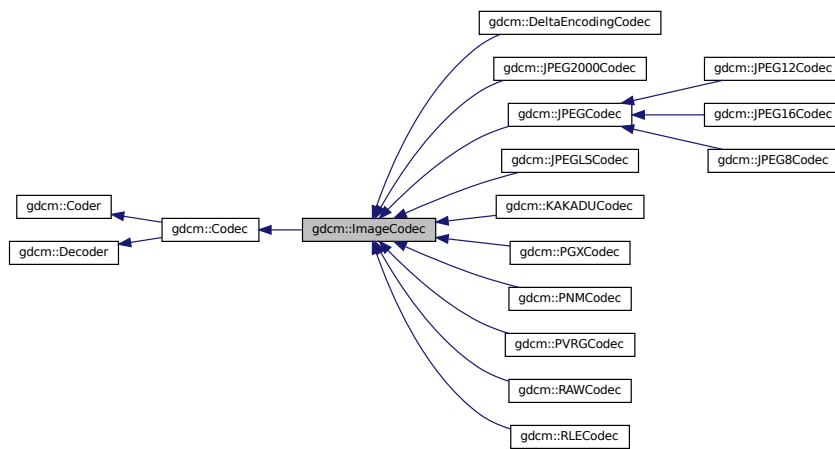 gdcm::DeltaEncodingCodec
gdcm::JPEG2000Codec
gdcm::JPEG12Codec
gdcm::JPEGCodec
gdcm::JPEG16Codec
gdcm::JPEGLSCodec
gdcm::JPEG8Codec
gdcm::Coder
gdcm::KAKADUCodec
gdcm::Codec
gdcm::ImageCodec
gdcm::Decoder
gdcm::PGXCodec
gdcm::PNMCodec
gdcm::PVRGCodec
gdcm::RAWCodec
gdcm::RLECodec